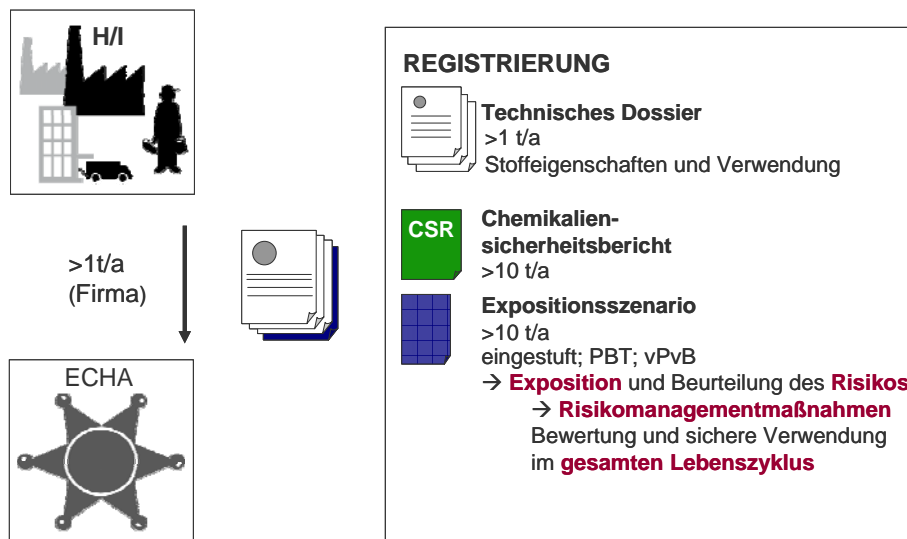 H/I
>1t/a
(Firma)
ECHA
REGISTRIERUNG
Technisches Dossier
>1 t/a
Stoffeigenschaften und Verwendung
CSR
Chemikalien-
sicherheitsbericht
>10 t/a
Expositionsszenario
>10 t/a
eingestuft; PBT; vPvB
→ Exposition und Beurteilung des Risikos
→ Risikomanagementmaßnahmen
Bewertung und sichere Verwendung
im gesamten Lebenszyklus